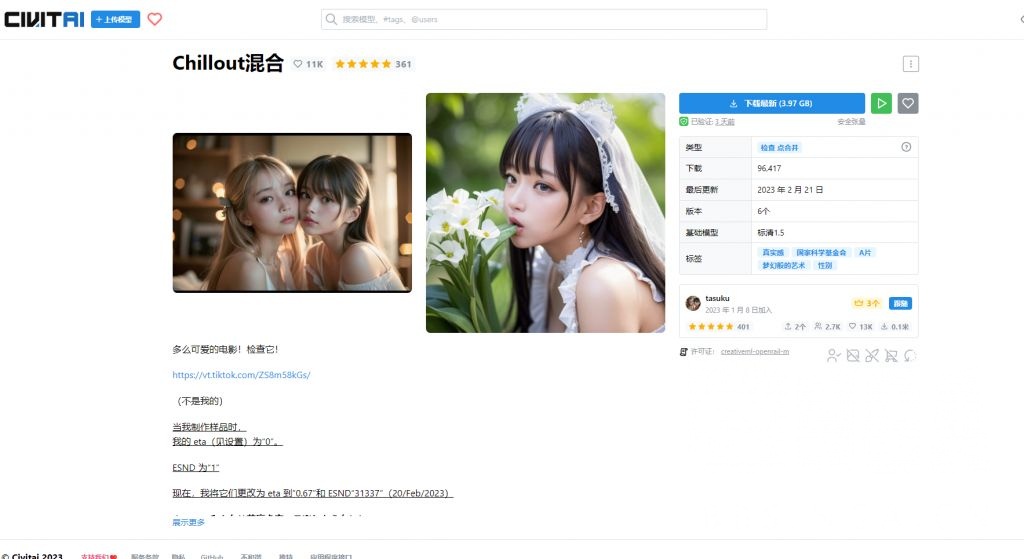 CIVITAI
+ 上传模型
搜索模型、#tags、@users
Chillout混合
11K
361
下载最新 (3.97 GB)
已验证: 3 天前
安全张量
类型
检查 点合并
下载
96,417
最后更新
2023 年 2 月 21 日
版本
6个
基础模型
标清1.5
标签
真实感
国家科学基金会
A片
梦幻般的艺术
性别
tasuku
2023 年 1 月 8 日加入
3个
跟随
401
2个
2.7K
13K
0.1米
许可证:
creativeml-openrail-m
多么可爱的电影！检查它！
https://vt.tiktok.com/ZS8m58kGs/
（不是我的）
当我制作样品时，
我的 eta（见设置）为“0”。
ESND 为“1”
现在，我将它们更改为 eta 到“0.67”和 ESND“31337”（20/Feb/2023）
展示更多
© Civitai 2023
支持我们
服务条款
隐私
GitHub
不和谐
推特
应用程序接口